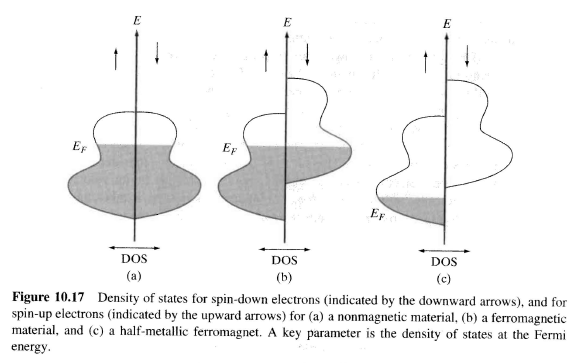 E
E
E
E_F
E_F
E_F
DOS
DOS
DOS
(a)
(b)
(c)
Figure 10.17 Density of states for spin-down electrons (indicated by the downward arrows), and for
spin-up electrons (indicated by the upward arrows) for (a) a nonmagnetic material, (b) a ferromagnetic
material, and (c) a half-metallic ferromagnet. A key parameter is the density of states at the Fermi
energy.